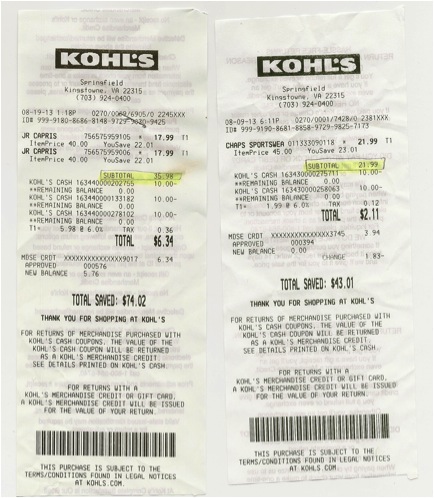 KOHL'S
Springfield
Kingstowne, VA 22315
(703) 924-0400
08-19-13 1:18P 0270/0060/6905/0 2245XXX
ID# 999-9180-8686-8148-9729-9820-9425
JR CAPRIS 756575959105 * 17.99 T1
ItemPrice 40.00 YouSave 22.01
JR CAPRIS 756575959006 * 17.99 T1
ItemPrice 40.00 YouSave 22.01
SUBTOTAL 35.98
KOHL'S CASH 163440000202755 10.00-
**REMAINING BALANCE 0.00
KOHL'S CASH 163440000133182 10.00-
**REMAINING BALANCE 0.00
KOHL'S CASH 163440000278102 10.00-
**REMAINING BALANCE 0.00
T1= 5.98 @ 6.0% TAX 0.36
TOTAL $6.34
MDSE CRDT XXXXXXXXXXXXXXX9017 6.34
APPROVED 000576
NEW BALANCE 5.76
TOTAL SAVED: $74.02
THANK YOU FOR SHOPPING AT KOHL'S
FOR RETURNS OF MERCHANDISE PURCHASED WITH
KOHL'S CASH COUPONS, THE VALUE OF THE
KOHL'S CASH COUPON WILL BE RETURNED
AS A KOHL'S MERCHANDISE CREDIT.
SEE DETAILS PRINTED ON KOHL'S CASH.
FOR RETURNS WITH A
KOHL'S MERCHANDISE CREDIT OR GIFT CARD,
A KOHL'S MERCHANDISE CREDIT WILL BE ISSUED
FOR THE VALUE OF YOUR RETURN.
THIS PURCHASE IS SUBJECT TO THE
TERMS/CONDITIONS FOUND IN LEGAL NOTICES
AT KOHLS.COM.
KOHL'S
Springfield
Kingstowne, VA 22315
(703) 924-0400
08-09-13 6:11P 0270/0001/7428/0 2381XXX
ID# 999-9190-6681-8858-9729-9825-7173
CHAPS SPORTSWEA 011333090118 * 21.99 T1
ItemPrice 45.00 YouSave 23.01
SUBTOTAL 21.99
KOHL'S CASH 163430000275711 10.00-
**REMAINING BALANCE 0.00
KOHL'S CASH 163430000258063 10.00-
**REMAINING BALANCE 0.00
T1= 1.99 @ 6.0% TAX 0.12
TOTAL $2.11
MDSE CRDT XXXXXXXXXXXXXXX3745 3.94
APPROVED 000394
NEW BALANCE 0.00
CHANGE 1.83-
TOTAL SAVED: $43.01
THANK YOU FOR SHOPPING AT KOHL'S
FOR RETURNS OF MERCHANDISE PURCHASED WITH
KOHL'S CASH COUPONS, THE VALUE OF THE
KOHL'S CASH COUPON WILL BE RETURNED
AS A KOHL'S MERCHANDISE CREDIT.
SEE DETAILS PRINTED ON KOHL'S CASH.
FOR RETURNS WITH A
KOHL'S MERCHANDISE CREDIT OR GIFT CARD,
A KOHL'S MERCHANDISE CREDIT WILL BE ISSUED
FOR THE VALUE OF YOUR RETURN.
THIS PURCHASE IS SUBJECT TO THE
TERMS/CONDITIONS FOUND IN LEGAL NOTICES
AT KOHLS.COM.